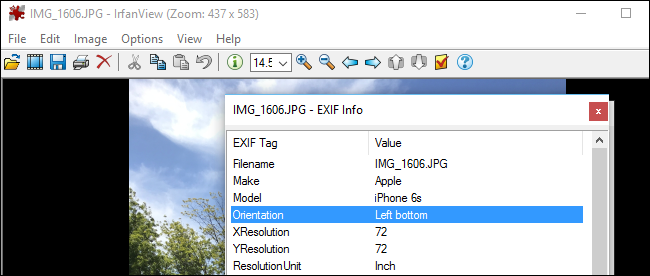 IMG_1606.JPG - IrfanView (Zoom: 437 x 583)
File Edit Image Options View Help
14.5
IMG_1606.JPG - EXIF Info
x
EXIF Tag Value
Filename IMG_1606.JPG
Make Apple
Model iPhone 6s
Orientation Left bottom
XResolution 72
YResolution 72
ResolutionUnit Inch